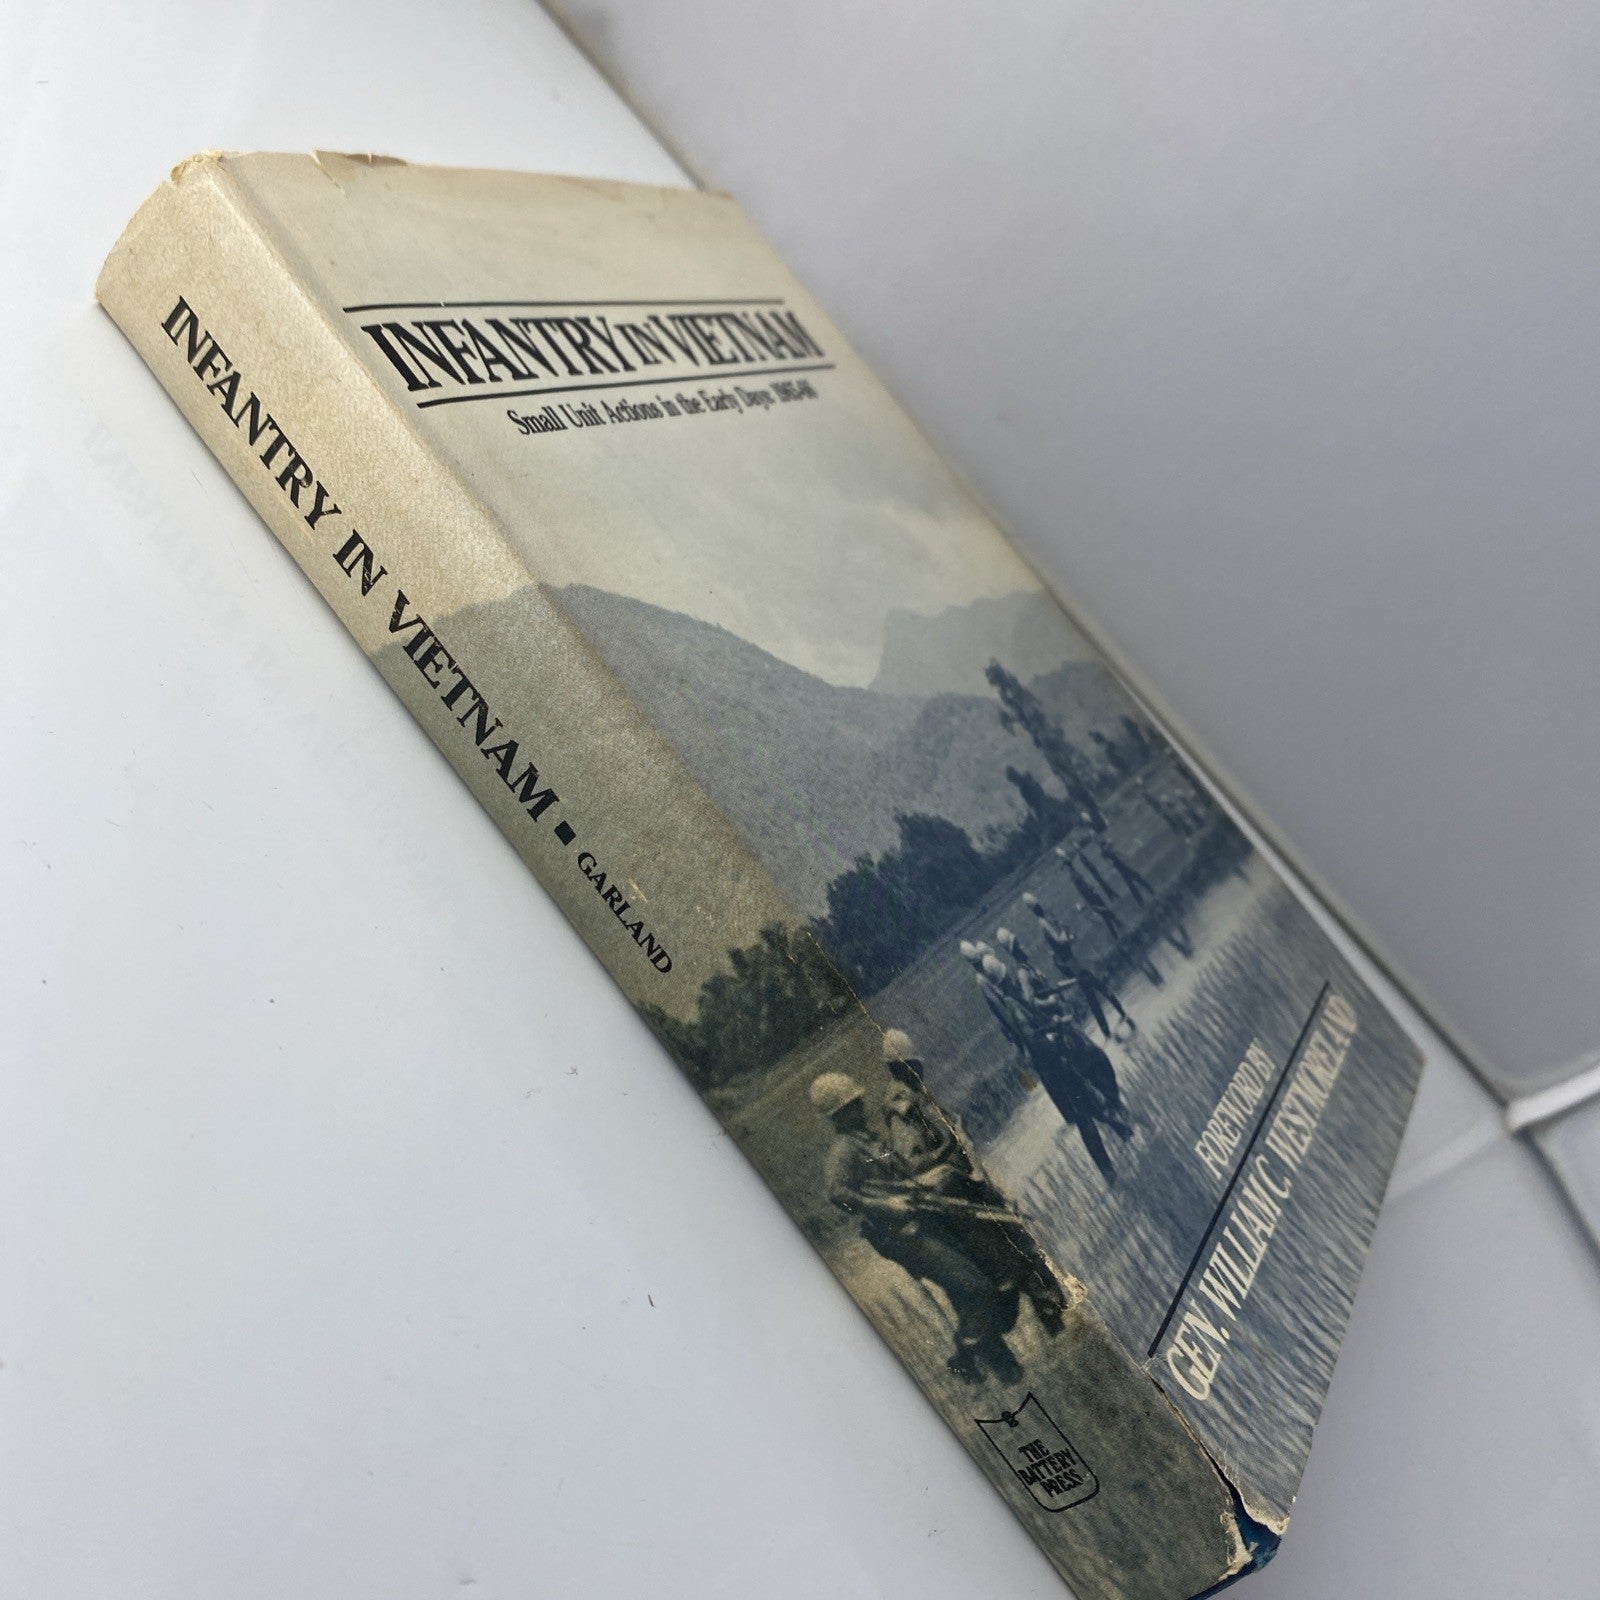 INFANTRY IN VIETNAM
Small Unit Actions in the Early Days: 1965-66
FOREWORD BY
GEN. WILLIAM C. WESTMORELAND
INFANTRY IN VIETNAM ▪ GARLAND
THE
BATTERY
PRESS